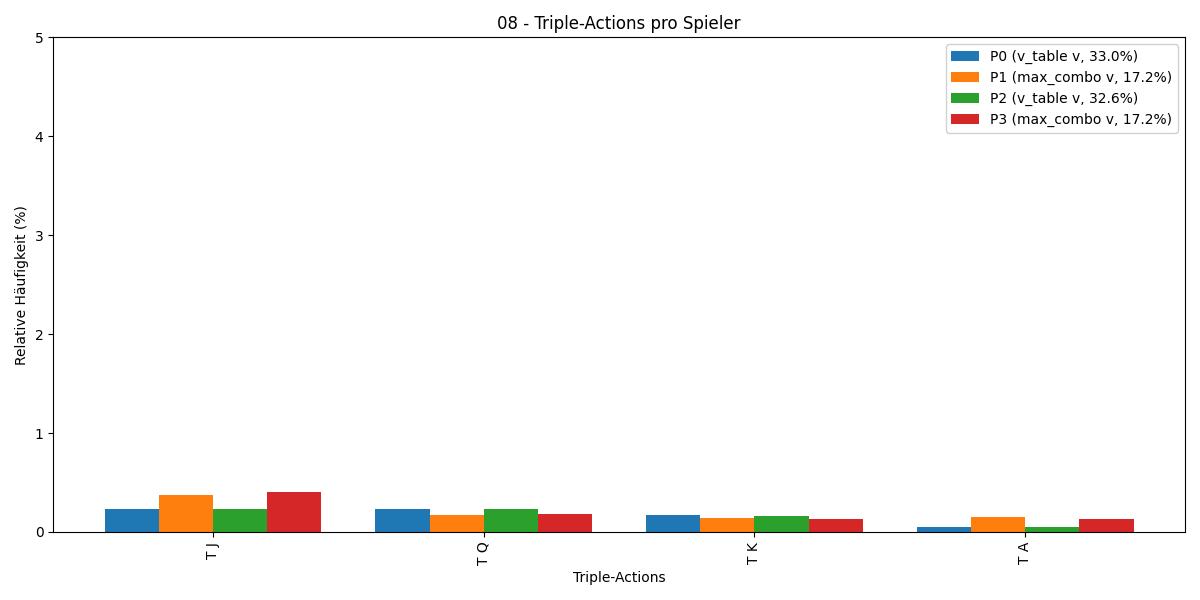 08 - Triple-Actions pro Spieler
P0 (v_table v, 33.0%)
P1 (max_combo v, 17.2%)
P2 (v_table v, 32.6%)
P3 (max_combo v, 17.2%)
Relative Häufigkeit (%)
5
4
3
2
1
0
T J
T Q
T K
T A
Triple-Actions